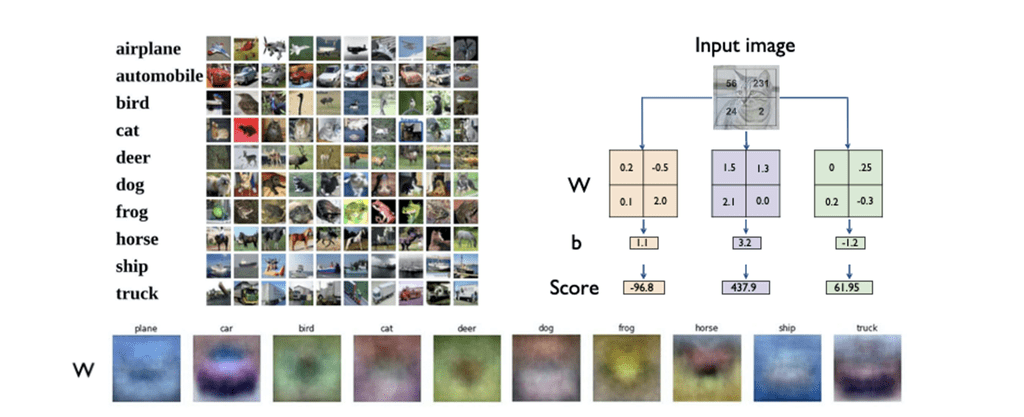 airplane
automobile
bird
cat
deer
dog
frog
horse
ship
truck
Input image
56 231
24 2
W
0.2 -0.5
0.1 2.0
1.5 1.3
2.1 0.0
0 .25
0.2 -0.3
b
1.1 3.2 -1.2
Score
-96.8 437.9 61.95
plane car bird cat deer dog frog horse ship truck
W